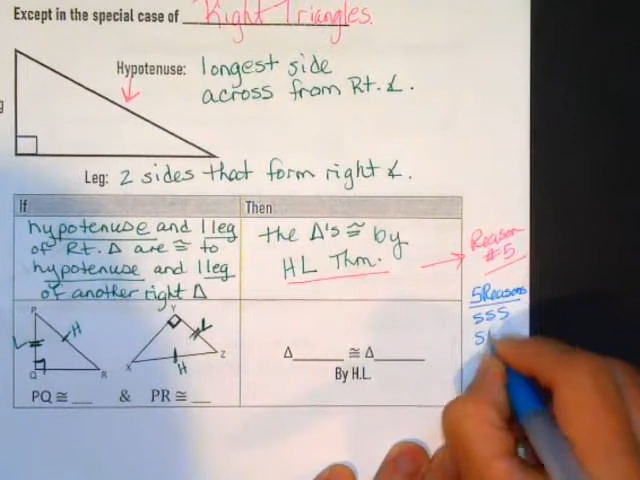 Except in the special case of Right Triangles.
Hypotenuse: longest side
across from Rt. ∡.
g
Leg: 2 sides that form right ∡.
If
Then
hypotenuse and 1 leg
of Rt. Δ are ≅ to
hypotenuse and 1 leg
of another right Δ
the Δ's ≅ by
HL Thm.
Reason
#5
5 Reasons
SSS
P
L
H
Q
R
Y
L
X
H
Z
PQ ≅ ___ & PR ≅ ___
Δ______ ≅ Δ______
By H.L.